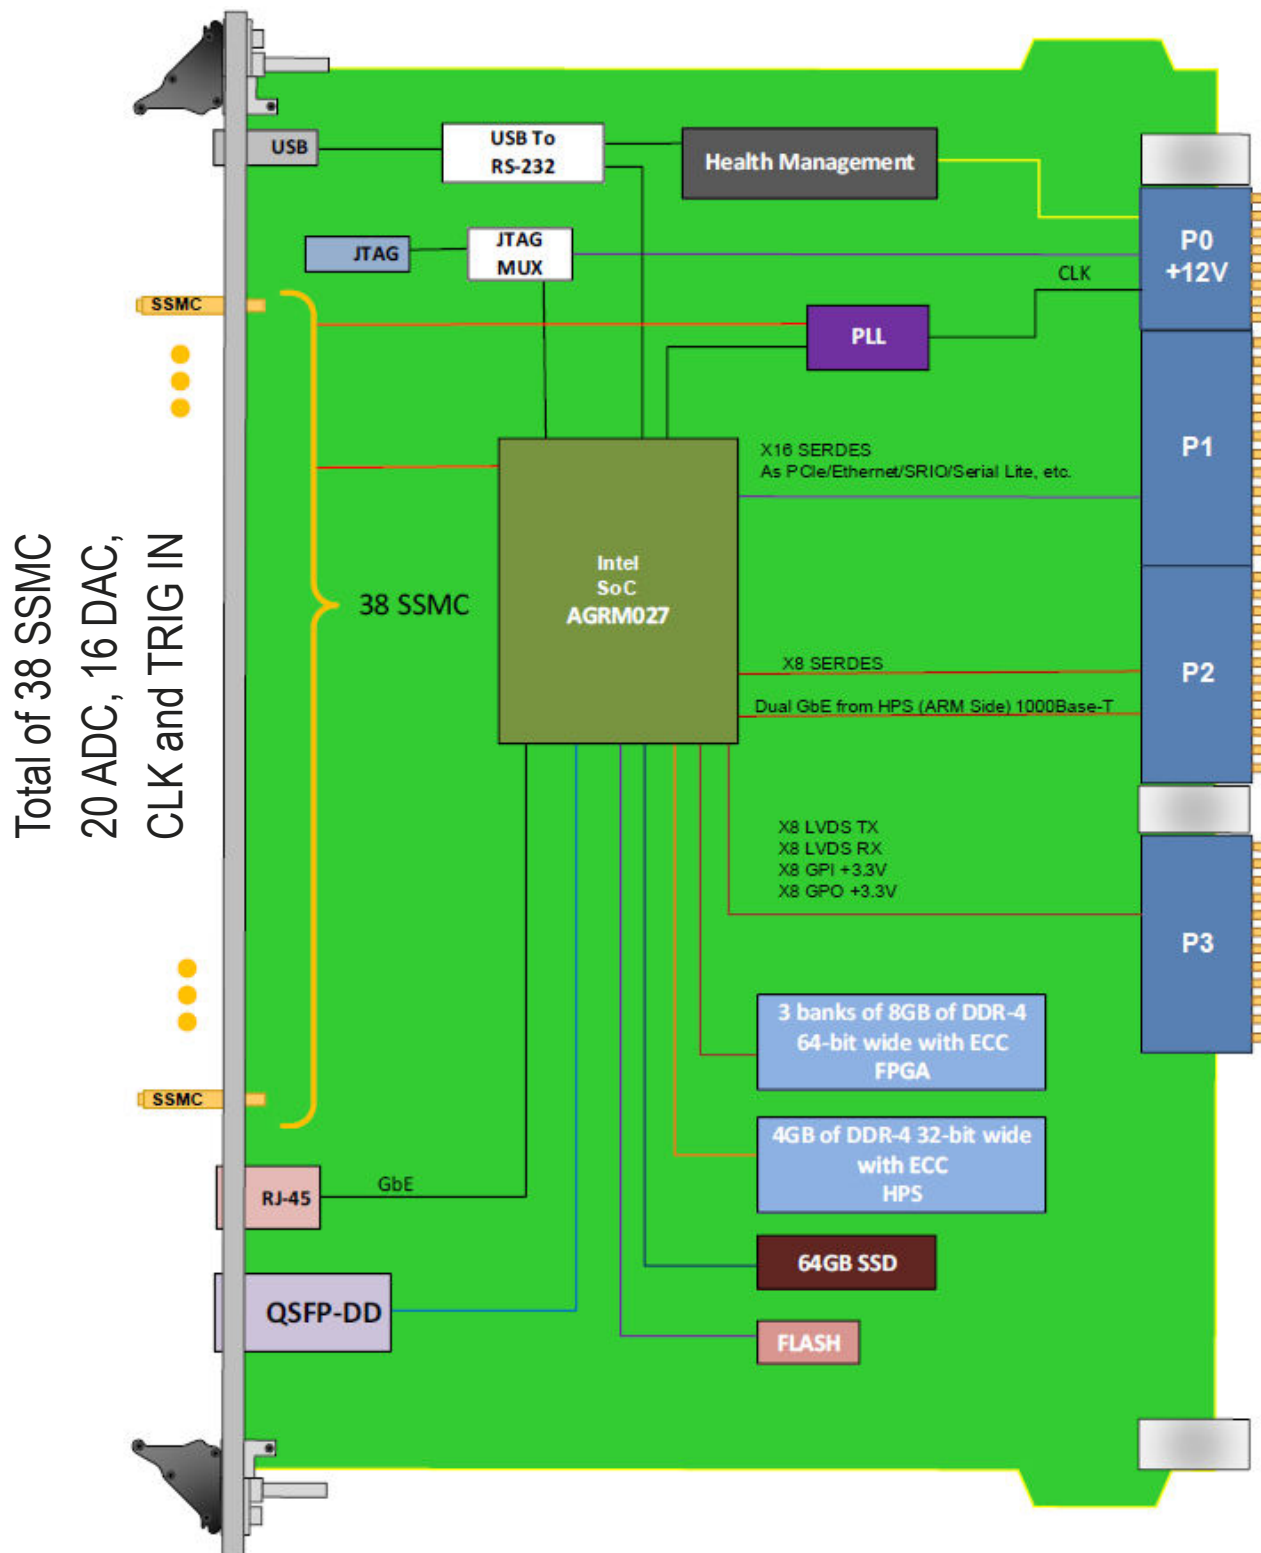 USB
USB To
RS-232
Health Management
JTAG
JTAG
MUX
P0
+12V
CLK
SSMC
PLL
P1
X16 SERDES
As PCIe/Ethernet/SRIO/Serial Lite, etc.
Total of 38 SSMC
20 ADC, 16 DAC,
CLK and TRIG IN
38 SSMC
Intel
SoC
AGRM027
X8 SERDES
Dual GbE from HPS (ARM Side) 1000Base-T
P2
X8 LVDS TX
X8 LVDS RX
X8 GPI +3.3V
X8 GPO +3.3V
P3
3 banks of 8GB of DDR-4
64-bit wide with ECC
FPGA
SSMC
4GB of DDR-4 32-bit wide
with ECC
HPS
RJ-45
GbE
64GB SSD
QSFP-DD
FLASH